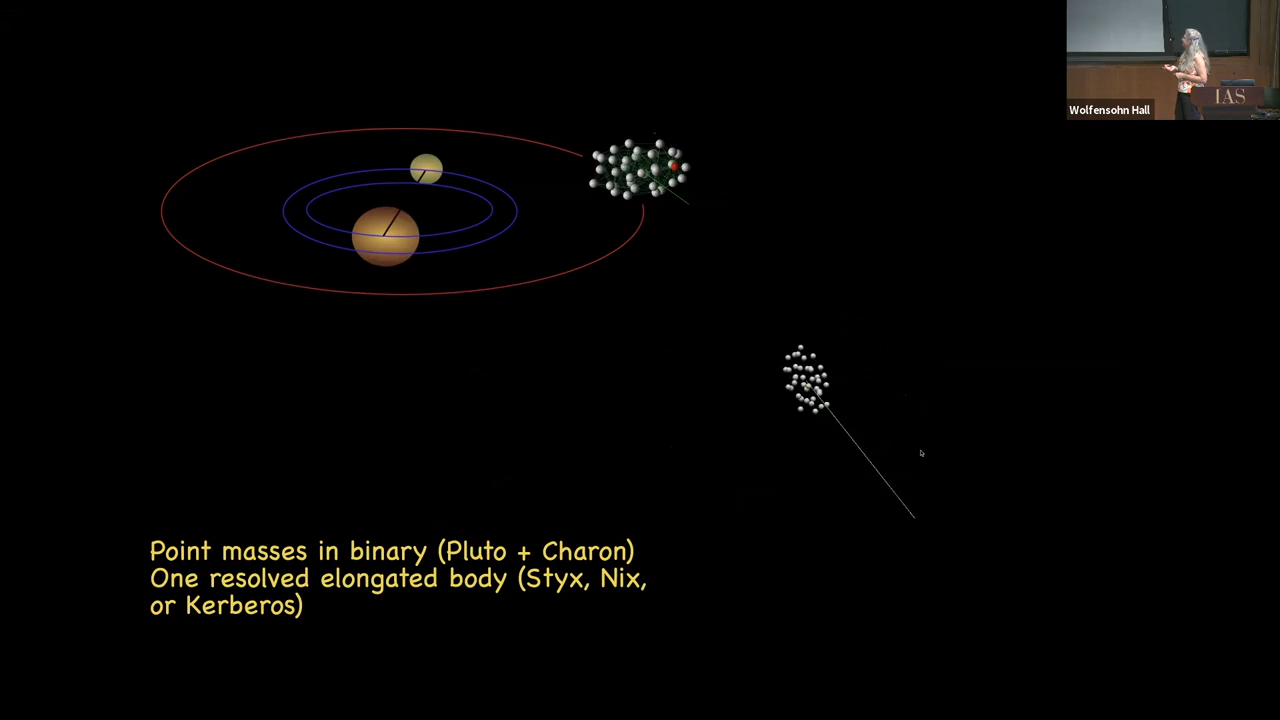 IAS
Wolfensohn Hall
Point masses in binary (Pluto + Charon)
One resolved elongated body (Styx, Nix,
or Kerberos)